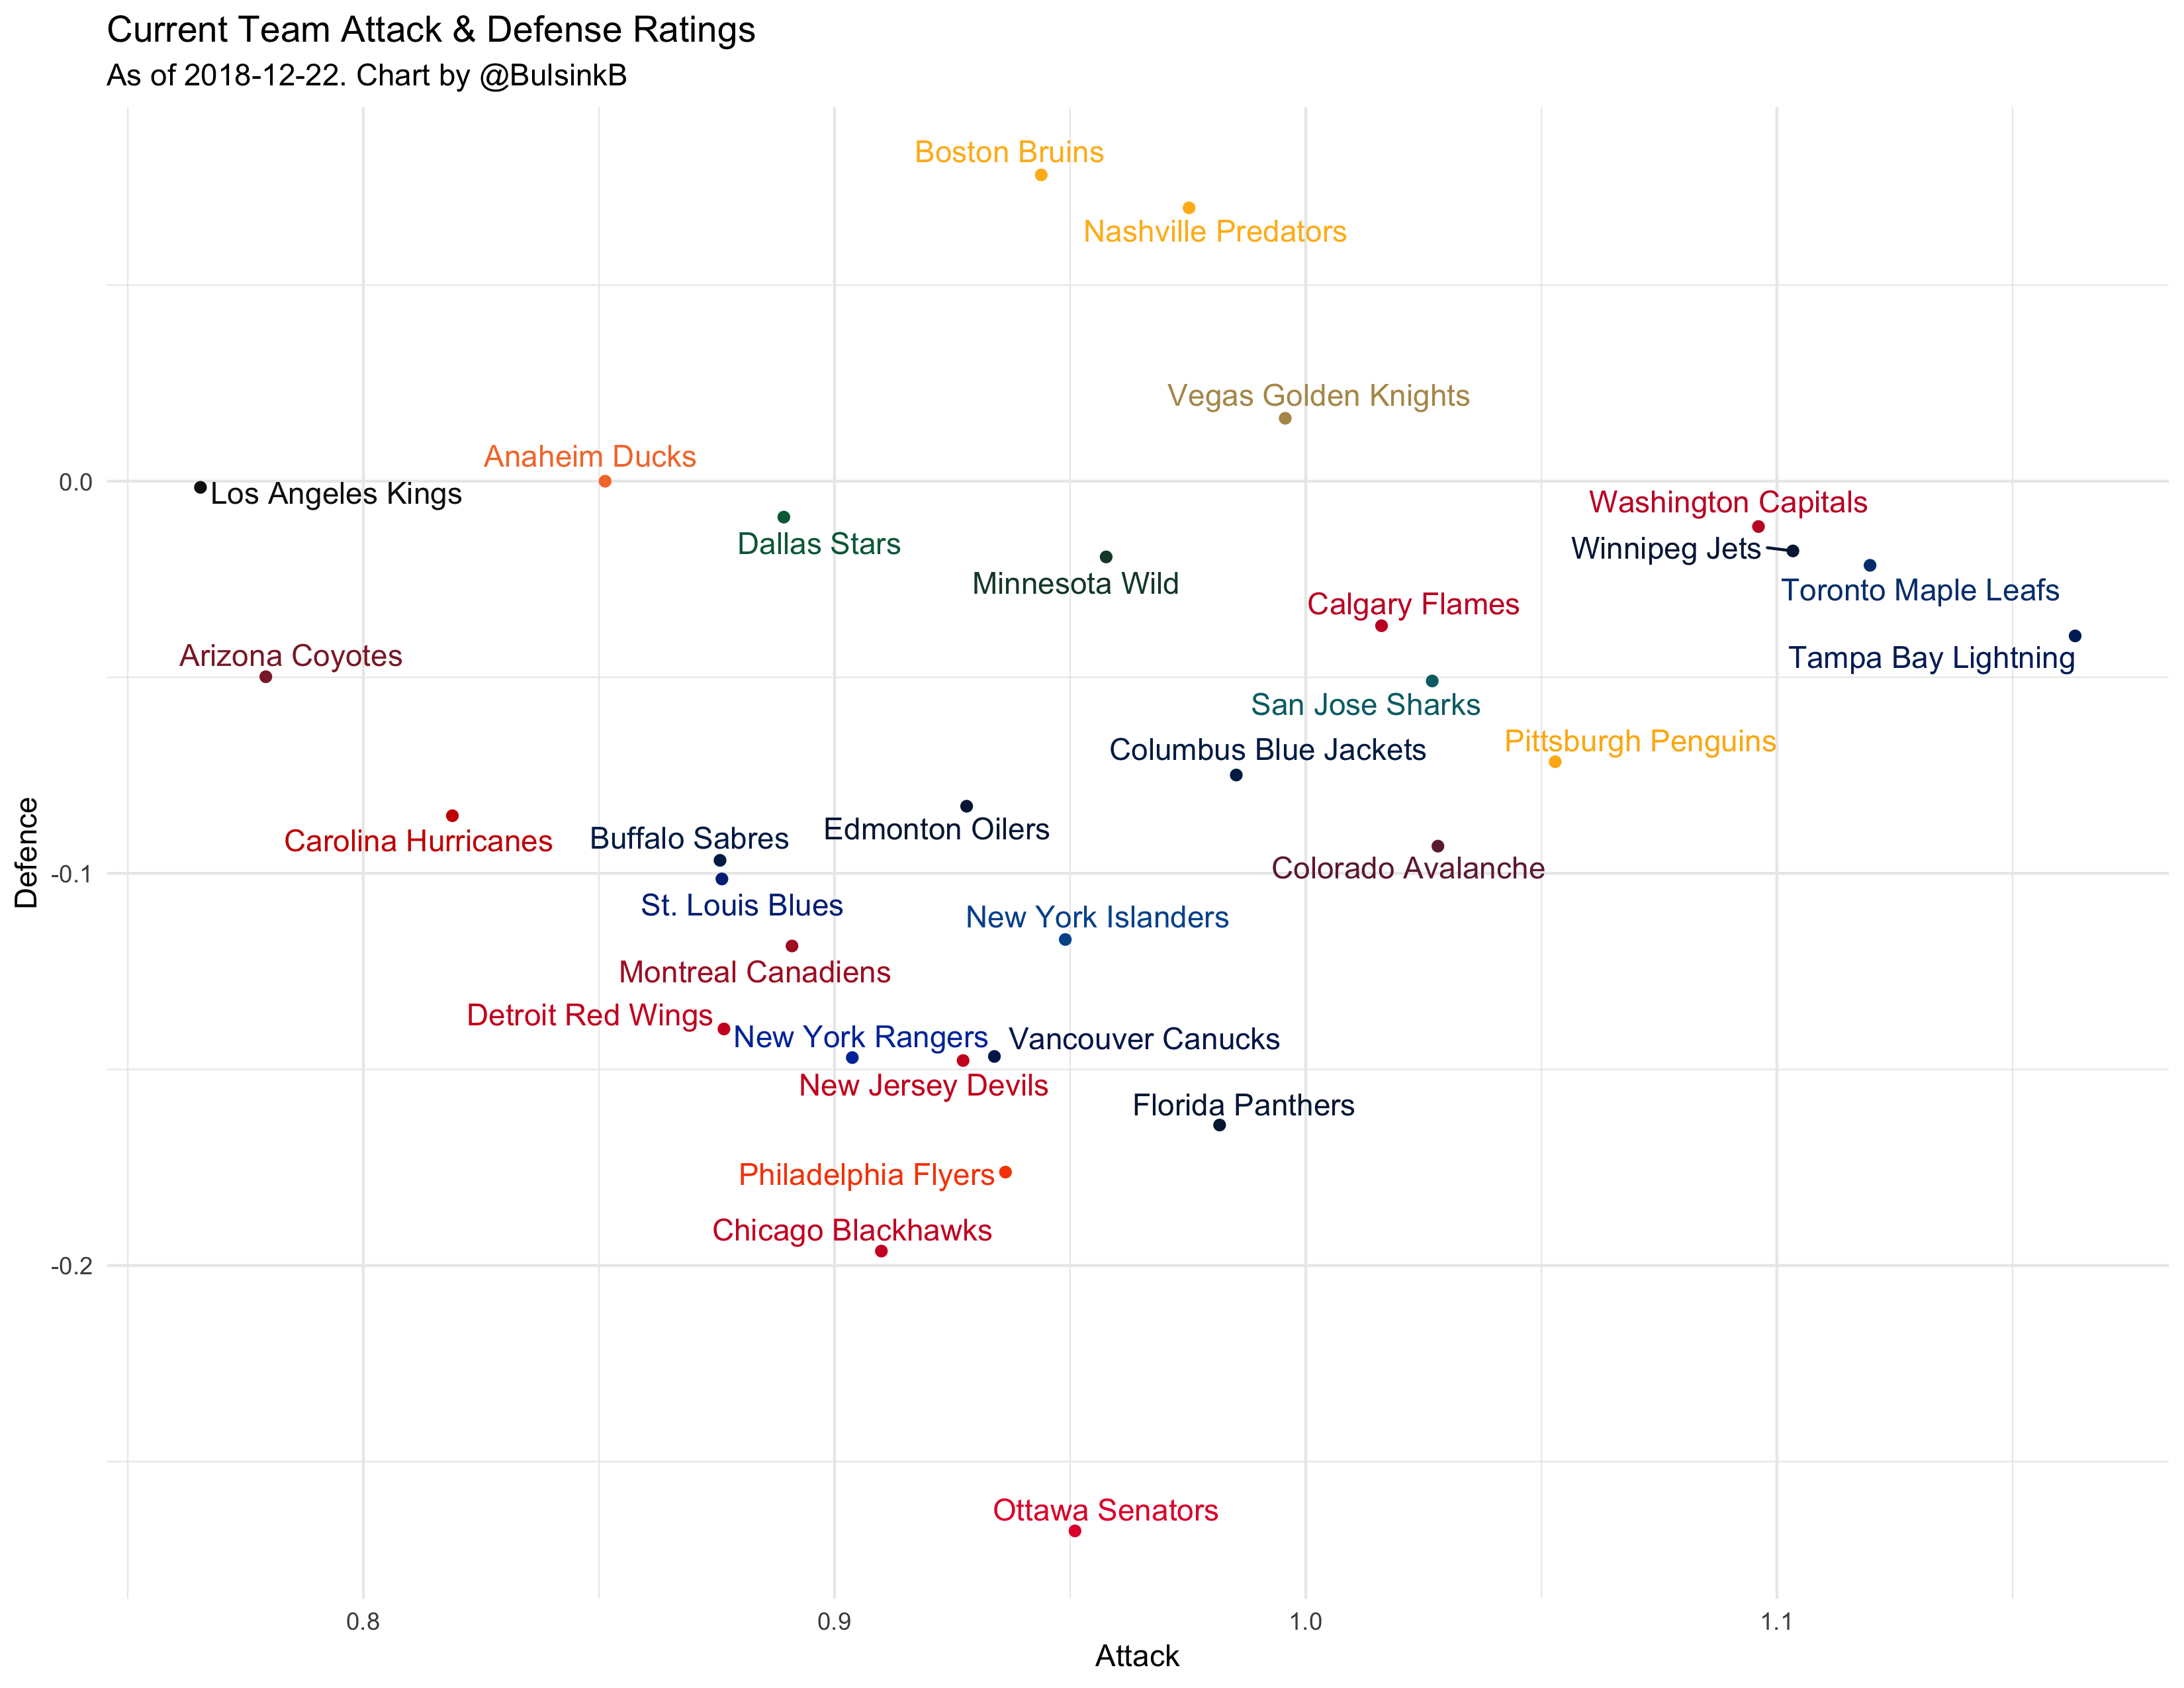 Current Team Attack & Defense Ratings
As of 2018-12-22. Chart by @BulsinkB
Boston Bruins
Nashville Predators
Vegas Golden Knights
Anaheim Ducks
0.0
Los Angeles Kings
Washington Capitals
Dallas Stars
Winnipeg Jets
Minnesota Wild
Toronto Maple Leafs
Calgary Flames
Arizona Coyotes
Tampa Bay Lightning
San Jose Sharks
Pittsburgh Penguins
Columbus Blue Jackets
Edmonton Oilers
Carolina Hurricanes
Buffalo Sabres
Defence
Colorado Avalanche
-0.1
St. Louis Blues
New York Islanders
Montreal Canadiens
Detroit Red Wings
New York Rangers
Vancouver Canucks
New Jersey Devils
Florida Panthers
Philadelphia Flyers
Chicago Blackhawks
-0.2
Ottawa Senators
0.8
0.9
1.0
1.1
Attack